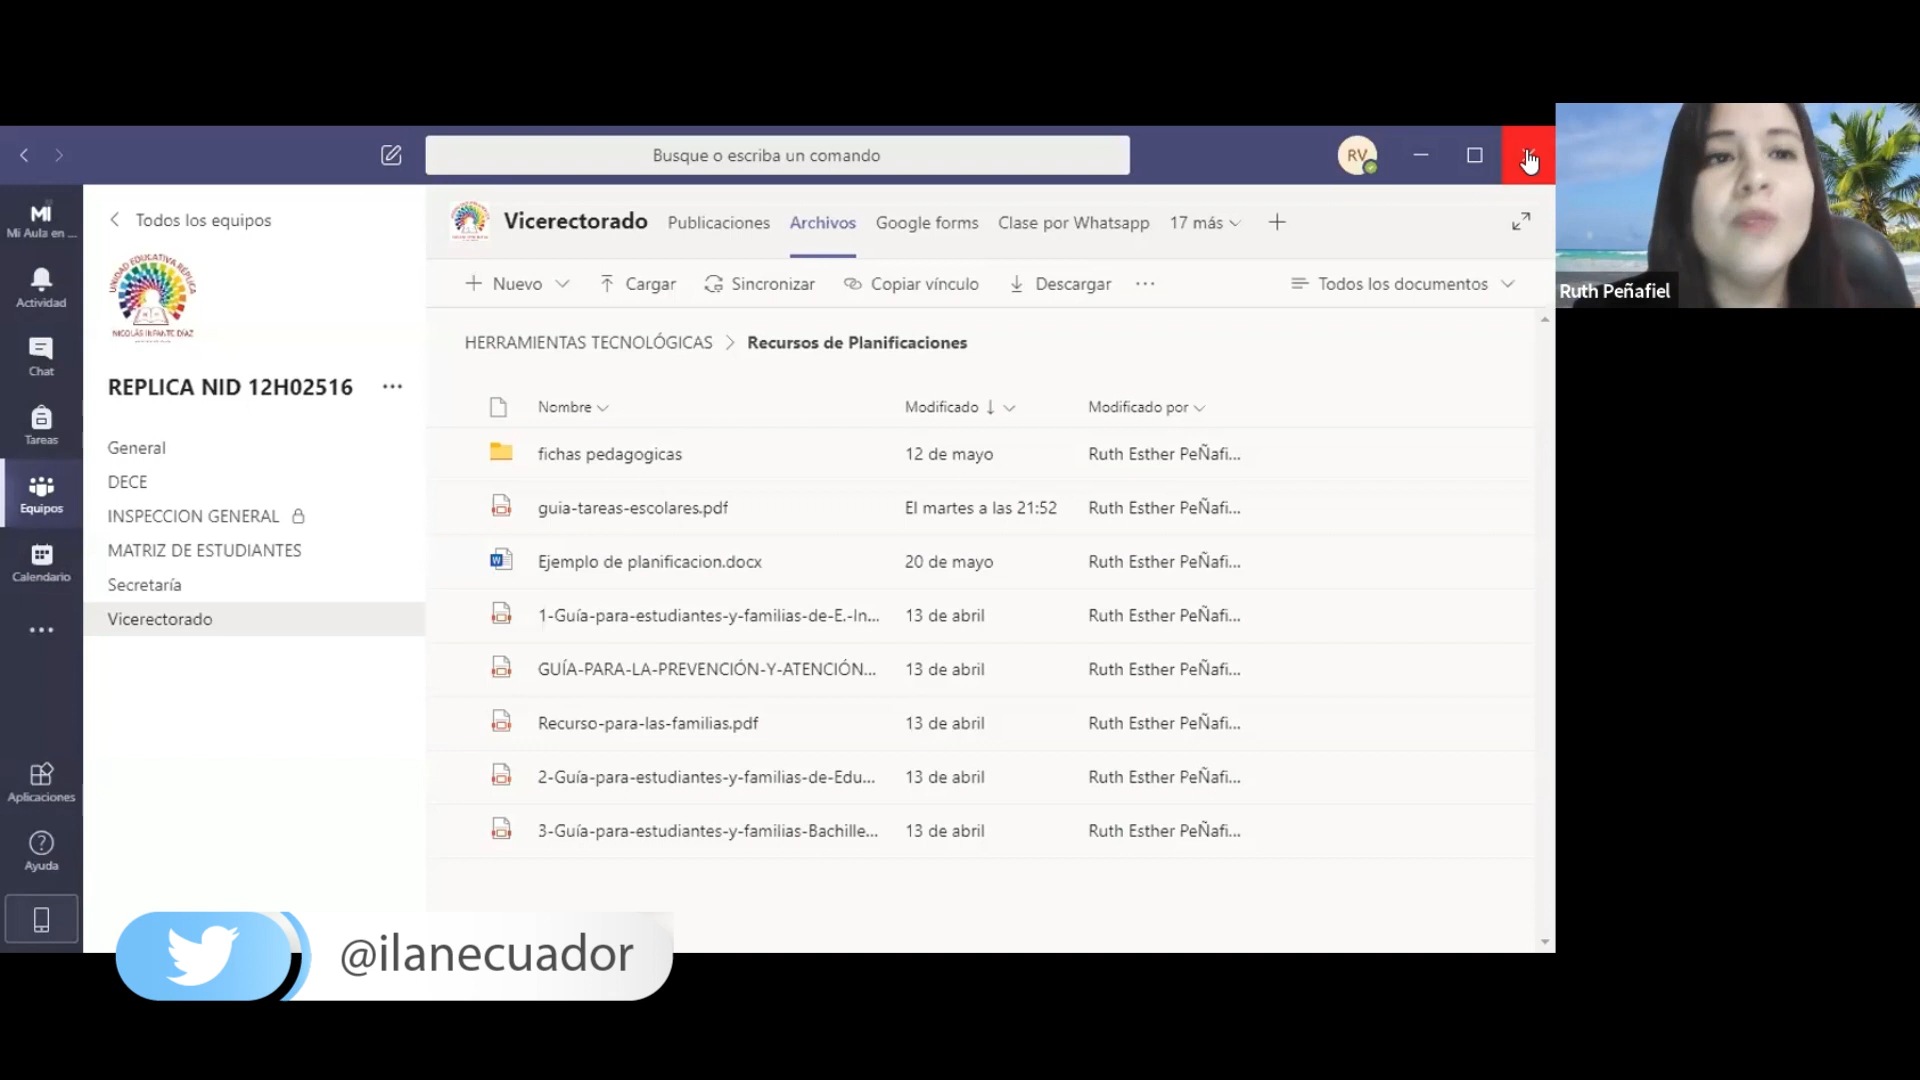 Busque o escriba un comando
RV
Ruth Peñafiel
MI
Mi Aula en ...
Actividad
Chat
Tareas
Equipos
Calendario
Aplicaciones
Ayuda
Todos los equipos
UNIDAD EDUCATIVA RÉPLICA
NICOLÁS INFANTE DÍAZ
REPLICA NID 12H02516
General
DECE
INSPECCION GENERAL
MATRIZ DE ESTUDIANTES
Secretaría
Vicerectorado
Vicerectorado Publicaciones Archivos Google forms Clase por Whatsapp 17 más
Nuevo Cargar Sincronizar Copiar vínculo Descargar ... Todos los documentos
HERRAMIENTAS TECNOLÓGICAS > Recursos de Planificaciones
Nombre Modificado Modificado por
fichas pedagogicas 12 de mayo Ruth Esther PeÑafi...
guia-tareas-escolares.pdf El martes a las 21:52 Ruth Esther PeÑafi...
Ejemplo de planificacion.docx 20 de mayo Ruth Esther PeÑafi...
1-Guía-para-estudiantes-y-familias-de-E.-In... 13 de abril Ruth Esther PeÑafi...
GUÍA-PARA-LA-PREVENCIÓN-Y-ATENCIÓN... 13 de abril Ruth Esther PeÑafi...
Recurso-para-las-familias.pdf 13 de abril Ruth Esther PeÑafi...
2-Guía-para-estudiantes-y-familias-de-Edu... 13 de abril Ruth Esther PeÑafi...
3-Guía-para-estudiantes-y-familias-Bachille... 13 de abril Ruth Esther PeÑafi...
@ilanecuador